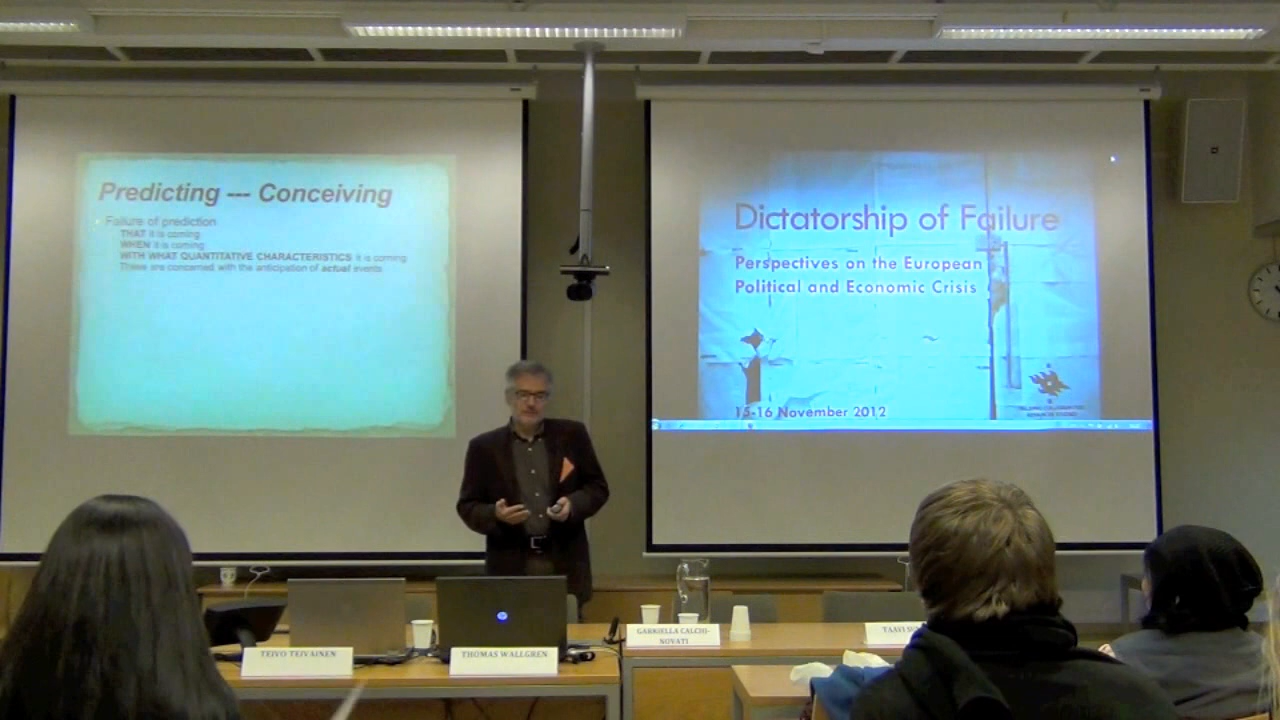 Predicting --- Conceiving
Failure of prediction
THAT it is coming
WHEN it is coming
WITH WHAT QUANTITATIVE CHARACTERISTICS it is coming
These are concerned with the anticipation of actual events
Dictatorship of Failure
Perspectives on the European
Political and Economic Crisis
15-16 November 2012
TEIVO TEIVAINEN
THOMAS WALLGREN
GABRIELLA CALCHI-
NOVATI
TAAVI